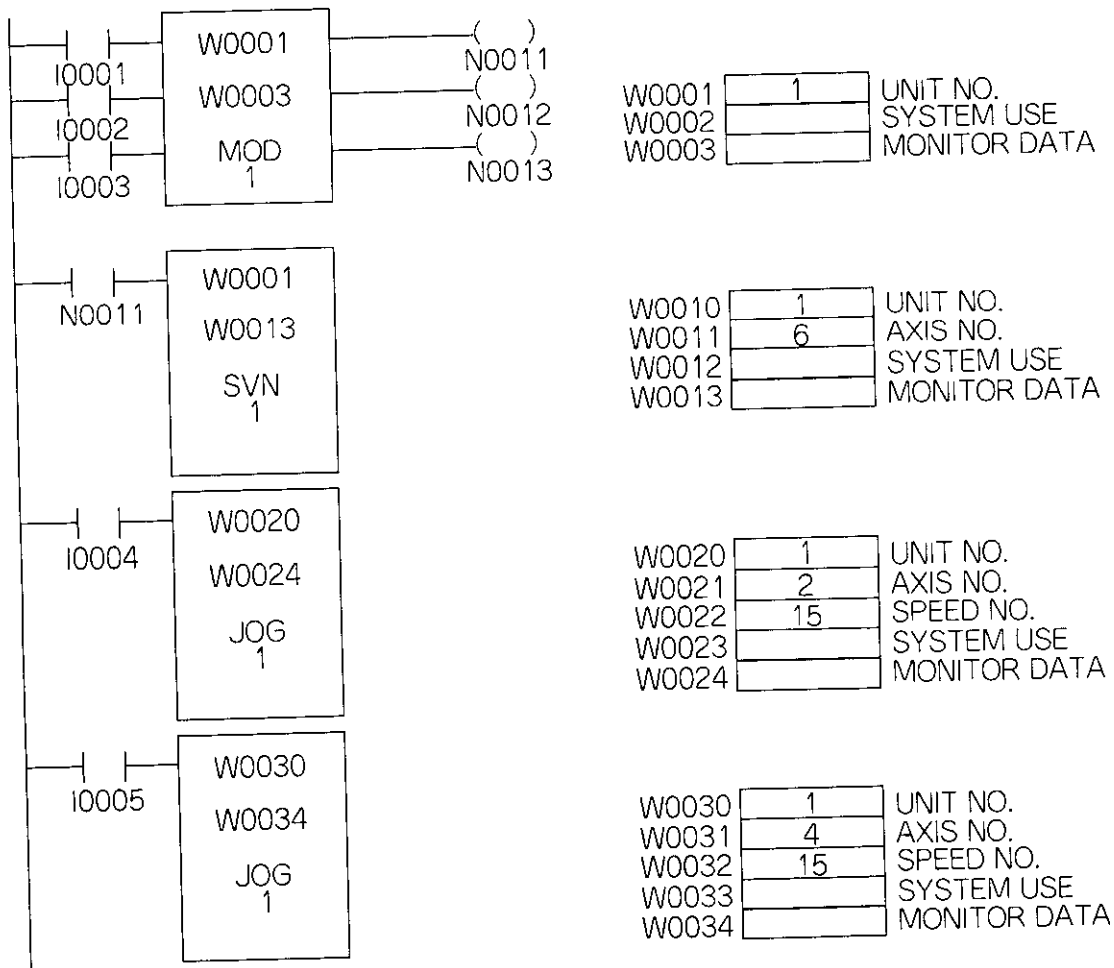 W0001
I0001
N0011
W0003
I0002
N0012
MOD
1
I0003
N0013
W0001 1 UNIT NO.
W0002 SYSTEM USE
W0003 MONITOR DATA
W0001
N0011
W0013
SVN
1
W0010 1 UNIT NO.
W0011 6 AXIS NO.
W0012 SYSTEM USE
W0013 MONITOR DATA
W0020
I0004
W0024
JOG
1
W0020 1 UNIT NO.
W0021 2 AXIS NO.
W0022 15 SPEED NO.
W0023 SYSTEM USE
W0024 MONITOR DATA
W0030
I0005
W0034
JOG
1
W0030 1 UNIT NO.
W0031 4 AXIS NO.
W0032 15 SPEED NO.
W0033 SYSTEM USE
W0034 MONITOR DATA